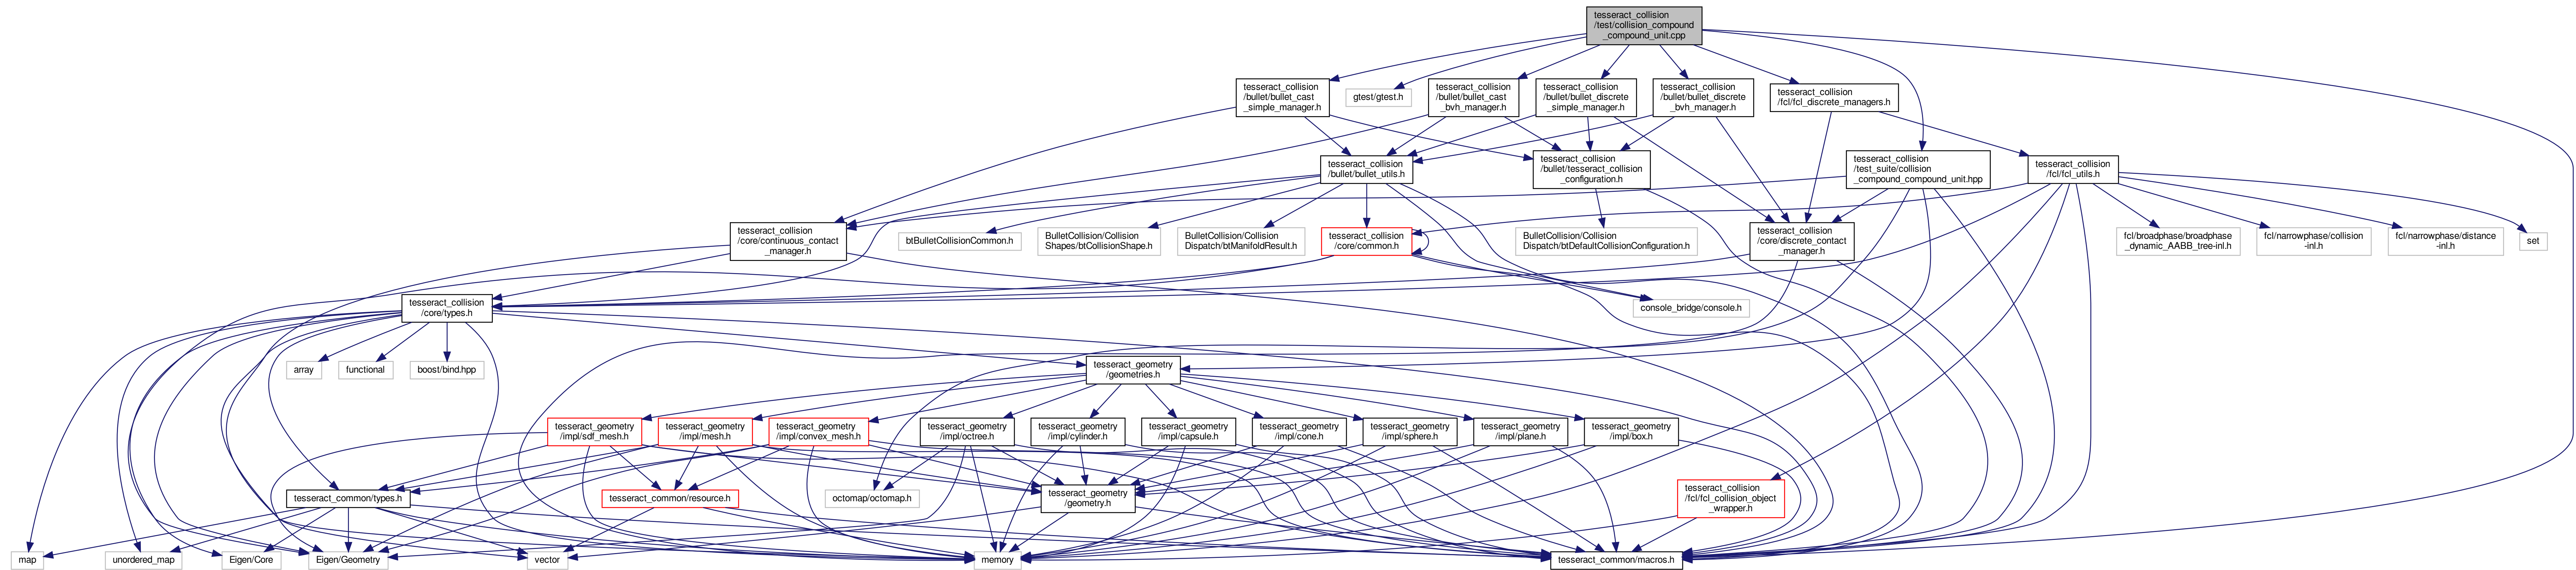 tesseract_collision
/test/collision_compound
_compound_unit.cpp
tesseract_collision
/bullet/bullet_cast
_simple_manager.h
gtest/gtest.h
tesseract_collision
/bullet/bullet_cast
_bvh_manager.h
tesseract_collision
/bullet/bullet_discrete
_simple_manager.h
tesseract_collision
/bullet/bullet_discrete
_bvh_manager.h
tesseract_collision
/fcl/fcl_discrete_managers.h
tesseract_collision
/bullet/bullet_utils.h
tesseract_collision
/bullet/tesseract_collision
_configuration.h
tesseract_collision
/test_suite/collision
_compound_compound_unit.hpp
tesseract_collision
/fcl/fcl_utils.h
tesseract_collision
/core/continuous_contact
_manager.h
btBulletCollisionCommon.h
BulletCollision/Collision
Shapes/btCollisionShape.h
BulletCollision/Collision
Dispatch/btManifoldResult.h
tesseract_collision
/core/common.h
BulletCollision/Collision
Dispatch/btDefaultCollisionConfiguration.h
tesseract_collision
/core/discrete_contact
_manager.h
fcl/broadphase/broadphase
_dynamic_AABB_tree-inl.h
fcl/narrowphase/collision
-inl.h
fcl/narrowphase/distance
-inl.h
set
tesseract_collision
/core/types.h
console_bridge/console.h
array
functional
boost/bind.hpp
tesseract_geometry
/geometries.h
tesseract_geometry
/impl/sdf_mesh.h
tesseract_geometry
/impl/mesh.h
tesseract_geometry
/impl/convex_mesh.h
tesseract_geometry
/impl/octree.h
tesseract_geometry
/impl/cylinder.h
tesseract_geometry
/impl/capsule.h
tesseract_geometry
/impl/cone.h
tesseract_geometry
/impl/sphere.h
tesseract_geometry
/impl/plane.h
tesseract_geometry
/impl/box.h
tesseract_common/types.h
tesseract_common/resource.h
octomap/octomap.h
tesseract_geometry
/geometry.h
tesseract_collision
/fcl/fcl_collision_object
_wrapper.h
map
unordered_map
Eigen/Core
Eigen/Geometry
vector
memory
tesseract_common/macros.h